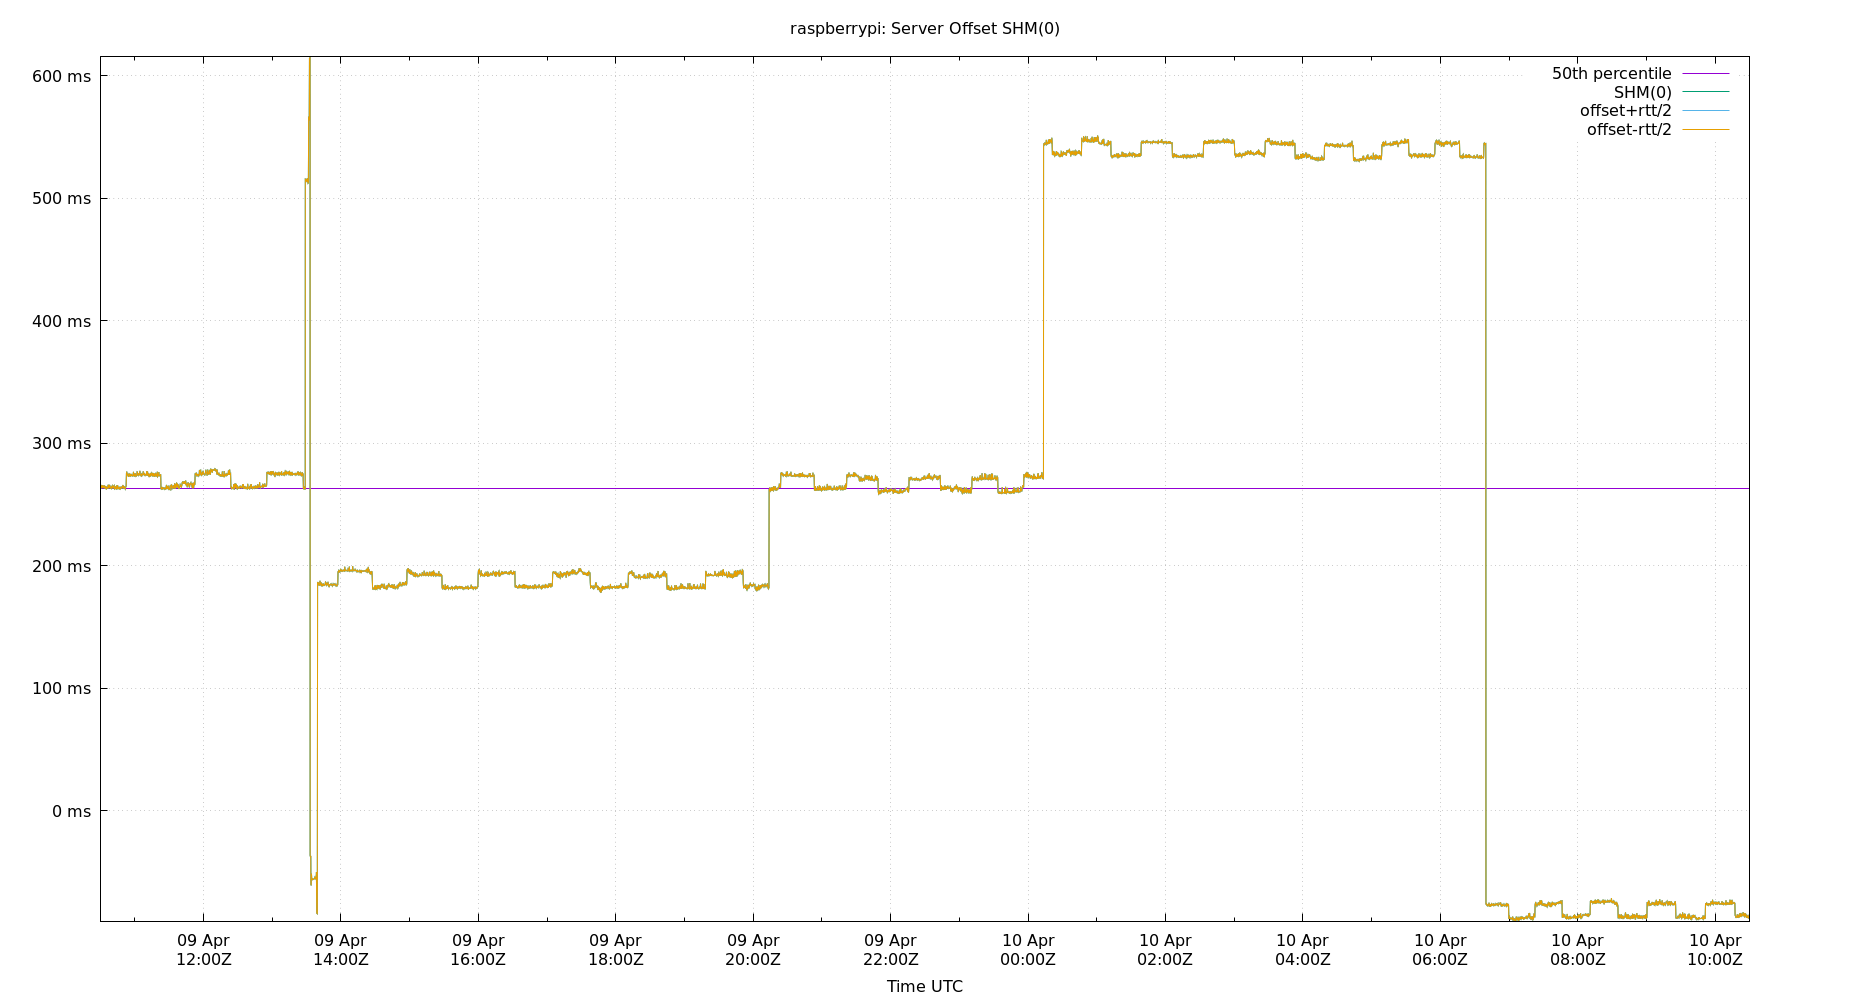 raspberrypi: Server Offset SHM(0)
50th percentile
SHM(0)
offset+rtt/2
offset-rtt/2
600 ms
500 ms
400 ms
300 ms
200 ms
100 ms
0 ms
09 Apr 09 Apr 09 Apr 09 Apr 09 Apr 09 Apr 10 Apr 10 Apr 10 Apr 10 Apr 10 Apr 10 Apr
12:00Z 14:00Z 16:00Z 18:00Z 20:00Z 22:00Z 00:00Z 02:00Z 04:00Z 06:00Z 08:00Z 10:00Z
Time UTC